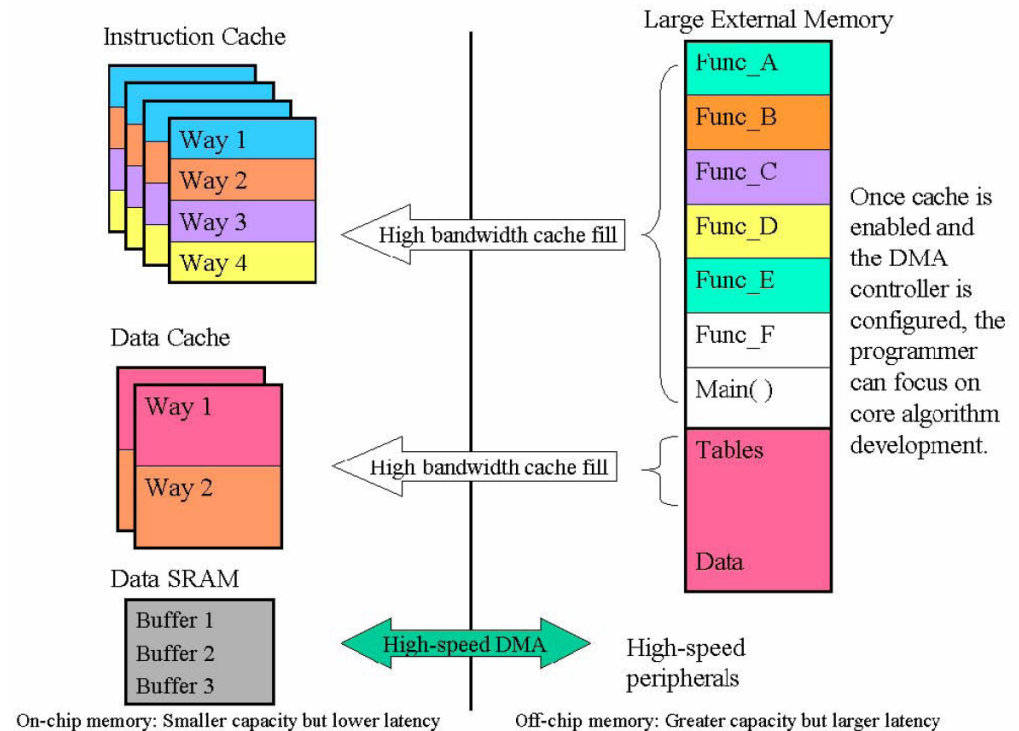 Instruction Cache
Way 1
Way 2
Way 3
Way 4
High bandwidth cache fill
Large External Memory
Func_A
Func_B
Func_C
Func_D
Func_E
Func_F
Main( )
Tables
Data
Once cache is
enabled and
the DMA
controller is
configured, the
programmer
can focus on
core algorithm
development.
Data Cache
Way 1
Way 2
High bandwidth cache fill
Data SRAM
Buffer 1
Buffer 2
Buffer 3
High-speed DMA
High-speed
peripherals
On-chip memory: Smaller capacity but lower latency
Off-chip memory: Greater capacity but larger latency